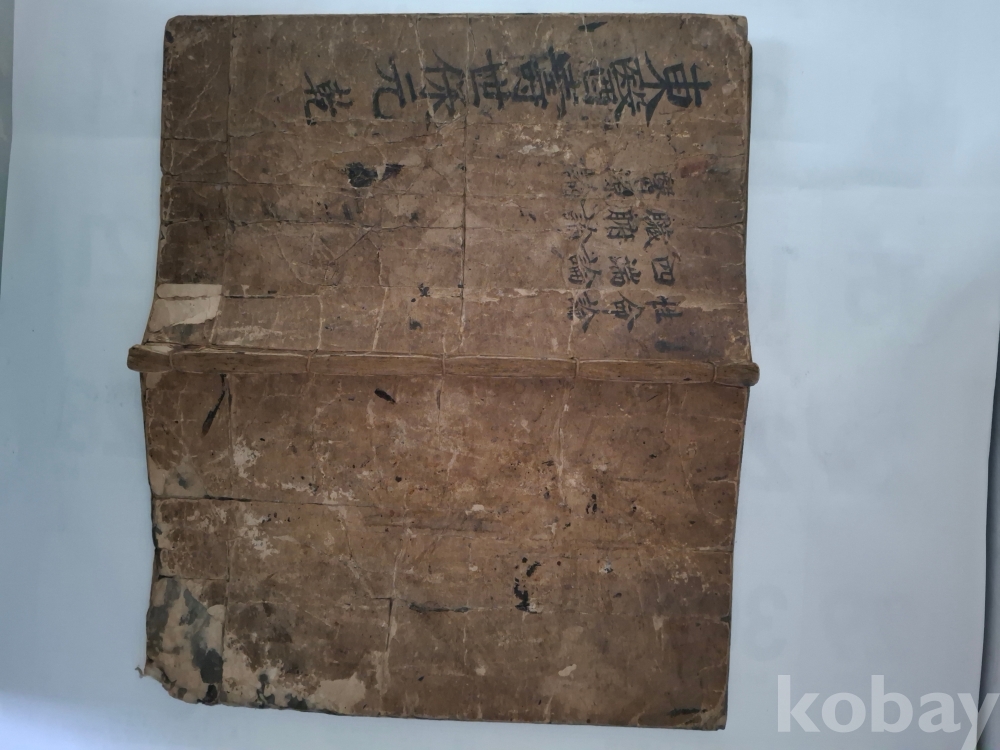 東醫壽世保元 乾
性命論
四端論
臟腑論
醫源論
kobay